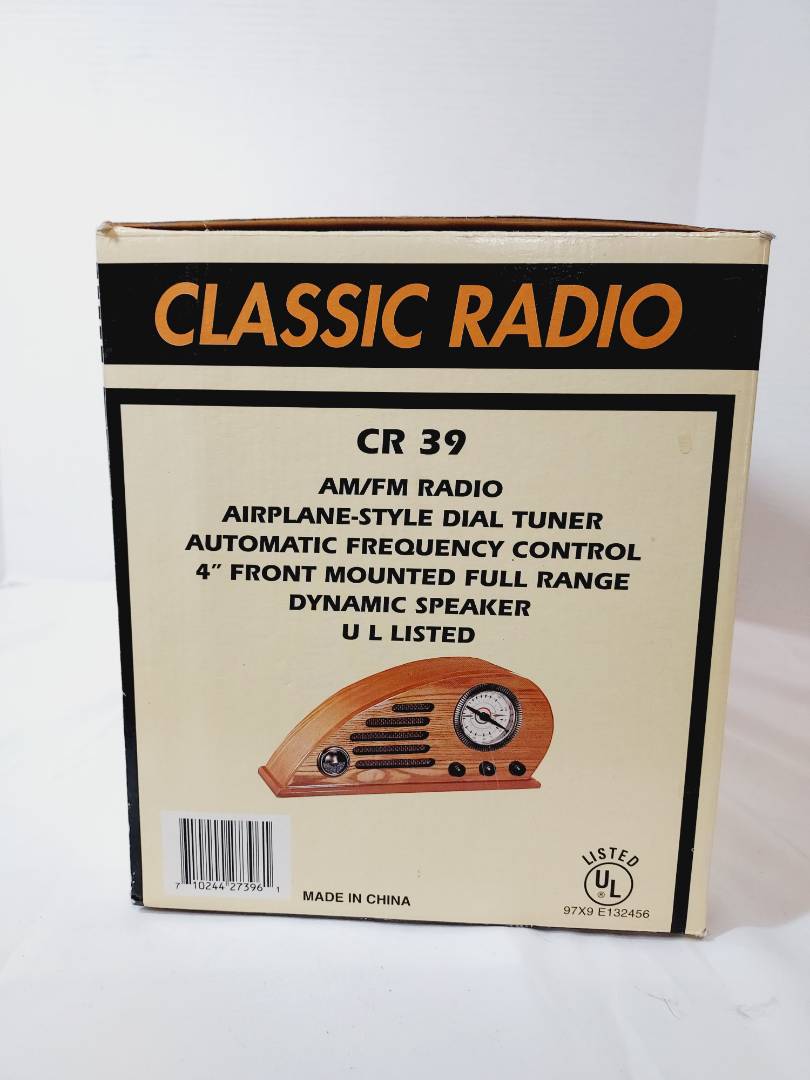 CLASSIC RADIO
CR 39
AM/FM RADIO
AIRPLANE-STYLE DIAL TUNER
AUTOMATIC FREQUENCY CONTROL
4" FRONT MOUNTED FULL RANGE
DYNAMIC SPEAKER
U L LISTED
7 10244 27396 1
MADE IN CHINA
LISTED
UL
®
97X9 E132456